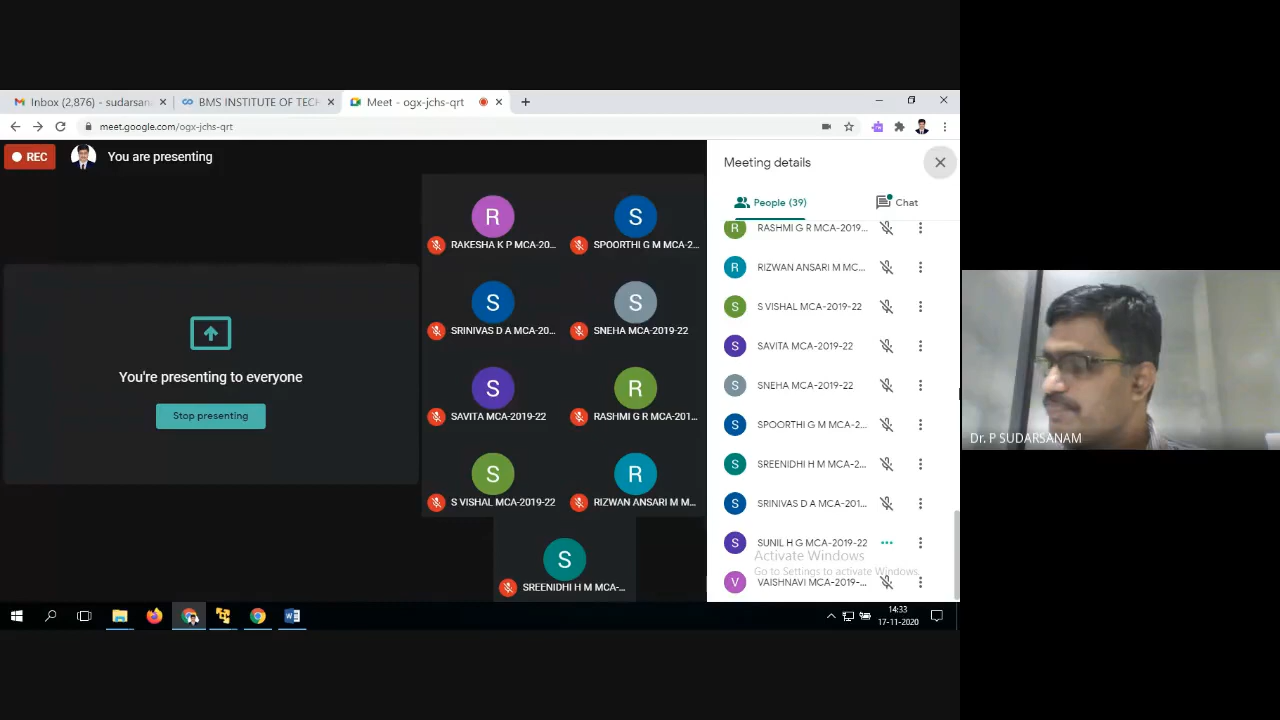 Inbox (2,876) - sudarsana
BMS INSTITUTE OF TECH
Meet - ogx-jchs-qrt
meet.google.com/ogx-jchs-qrt
REC
You are presenting
Meeting details
People (39)
Chat
R
RAKESHA K P MCA-20...
S
SPOORTHI G M MCA-2...
S
SRINIVAS D A MCA-20...
S
SNEHA MCA-2019-22
You're presenting to everyone
Stop presenting
S
SAVITA MCA-2019-22
R
RASHMI G R MCA-201...
S
S VISHAL MCA-2019-22
R
RIZWAN ANSARI M M...
S
SREENIDHI H M MCA-...
R RASHMI G R MCA-2019...
R RIZWAN ANSARI M MC...
S S VISHAL MCA-2019-22
S SAVITA MCA-2019-22
S SNEHA MCA-2019-22
S SPOORTHI G M MCA-2...
S SREENIDHI H M MCA-2...
S SRINIVAS D A MCA-201...
S SUNIL H G MCA-2019-22
Activate Windows
Go to Settings to activate Windows.
V VAISHNAVI MCA-2019-...
14:33
17-11-2020
Dr. P SUDARSANAM